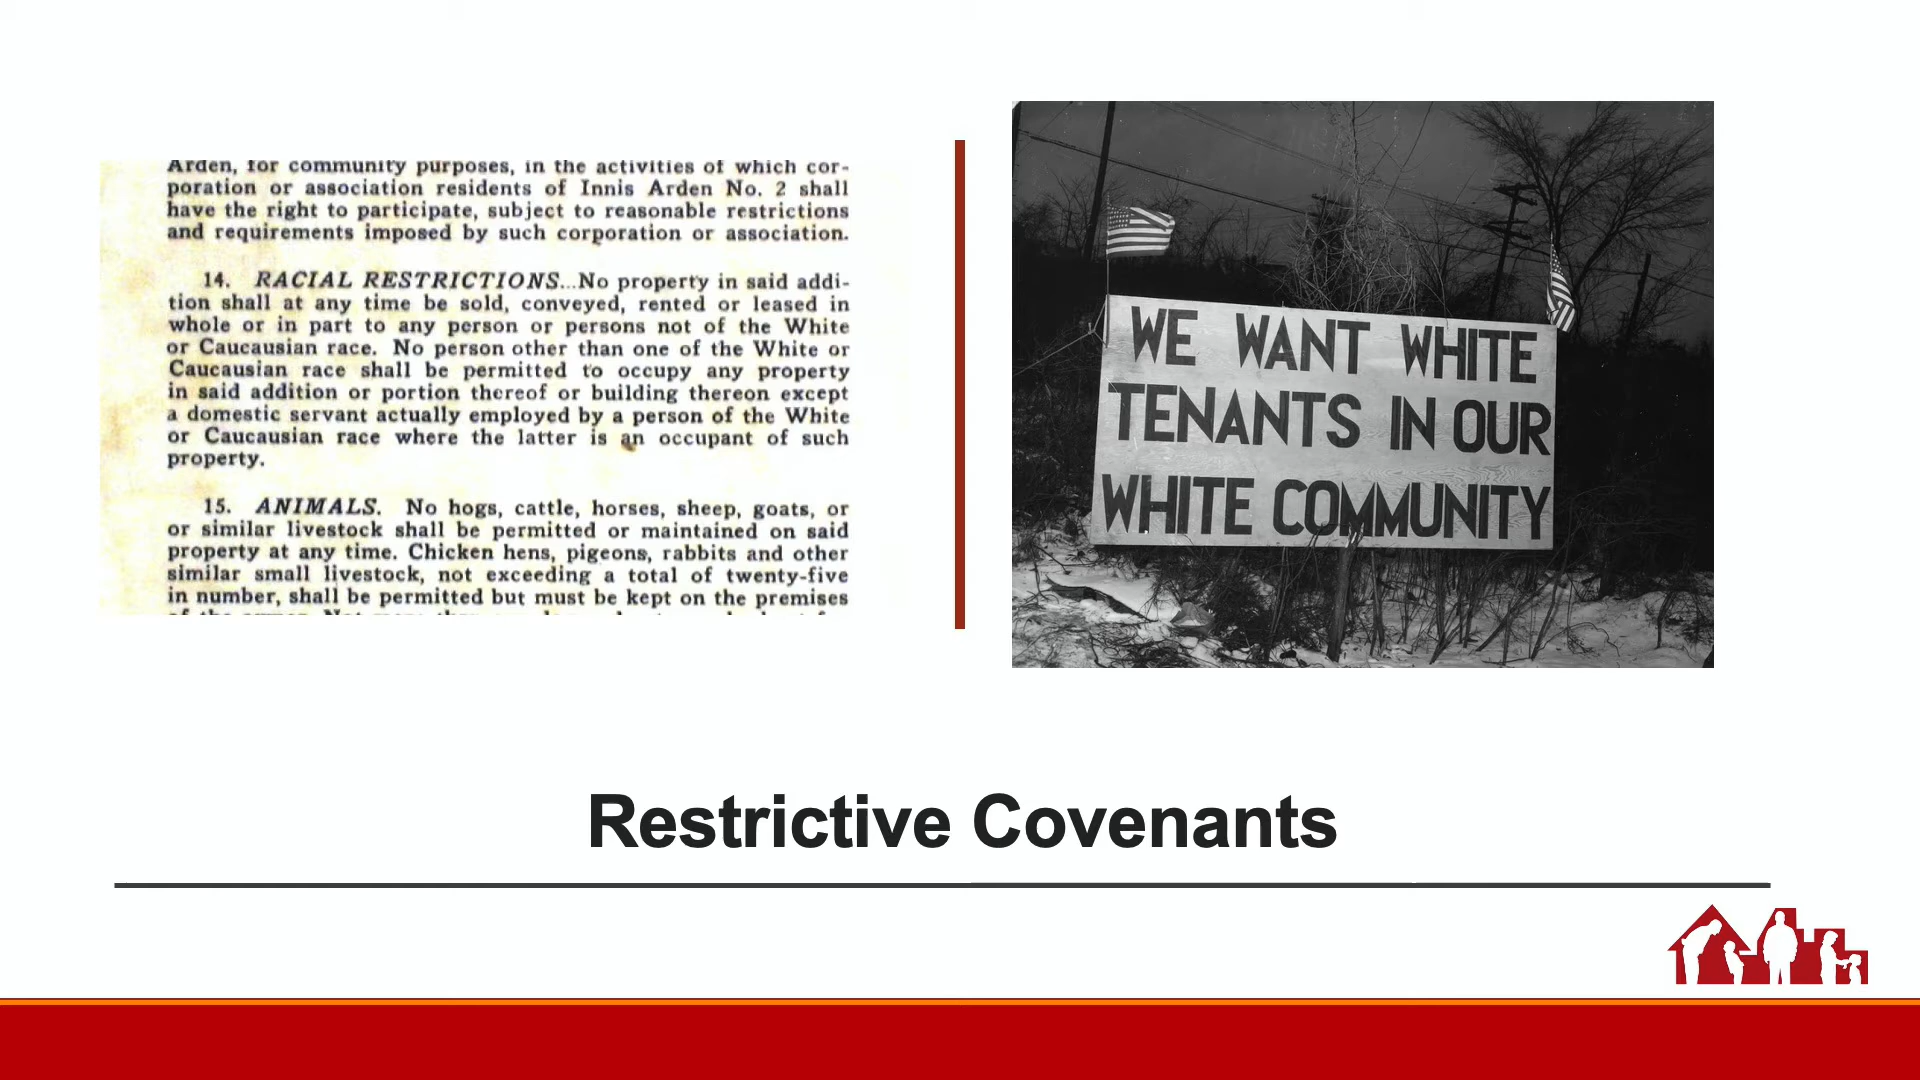 Arden, for community purposes, in the activities of which cor-
poration or association residents of Innis Arden No. 2 shall
have the right to participate, subject to reasonable restrictions
and requirements imposed by such corporation or association.
14. RACIAL RESTRICTIONS...No property in said addi-
tion shall at any time be sold, conveyed, rented or leased in
whole or in part to any person or persons not of the White
or Caucausian race. No person other than one of the White or
Caucausian race shall be permitted to occupy any property
in said addition or portion thereof or building thereon except
a domestic servant actually employed by a person of the White
or Caucausian race where the latter is an occupant of such
property.
15. ANIMALS. No hogs, cattle, horses, sheep, goats, or
or similar livestock shall be permitted or maintained on said
property at any time. Chicken hens, pigeons, rabbits and other
similar small livestock, not exceeding a total of twenty-five
in number, shall be permitted but must be kept on the premises
WE WANT WHITE
TENANTS IN OUR
WHITE COMMUNITY
Restrictive Covenants